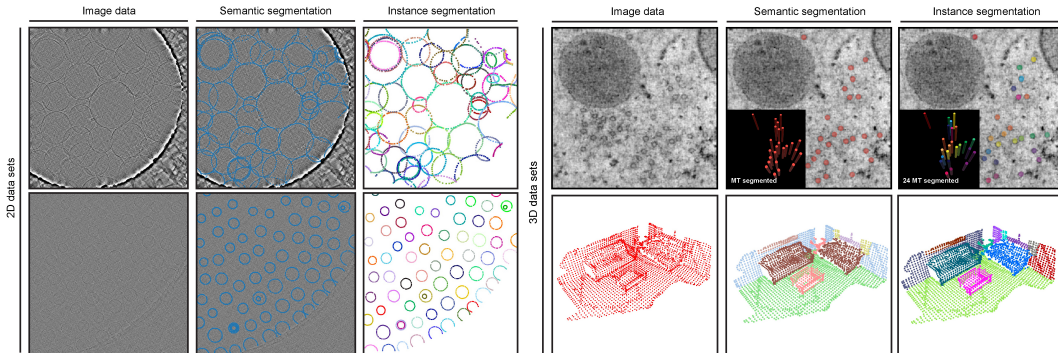 Image data
Semantic segmentation
Instance segmentation
Image data
Semantic segmentation
Instance segmentation
2D data sets
3D data sets
MT segmented
24 MT segmented